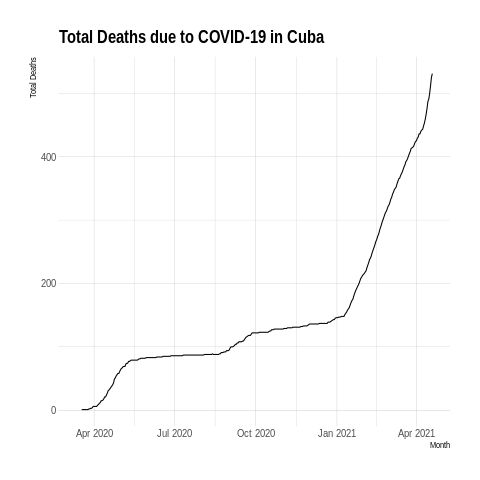 Total Deaths due to COVID-19 in Cuba
Total Deaths
400
200
0
Apr 2020 Jul 2020 Oct 2020 Jan 2021 Apr 2021
Month